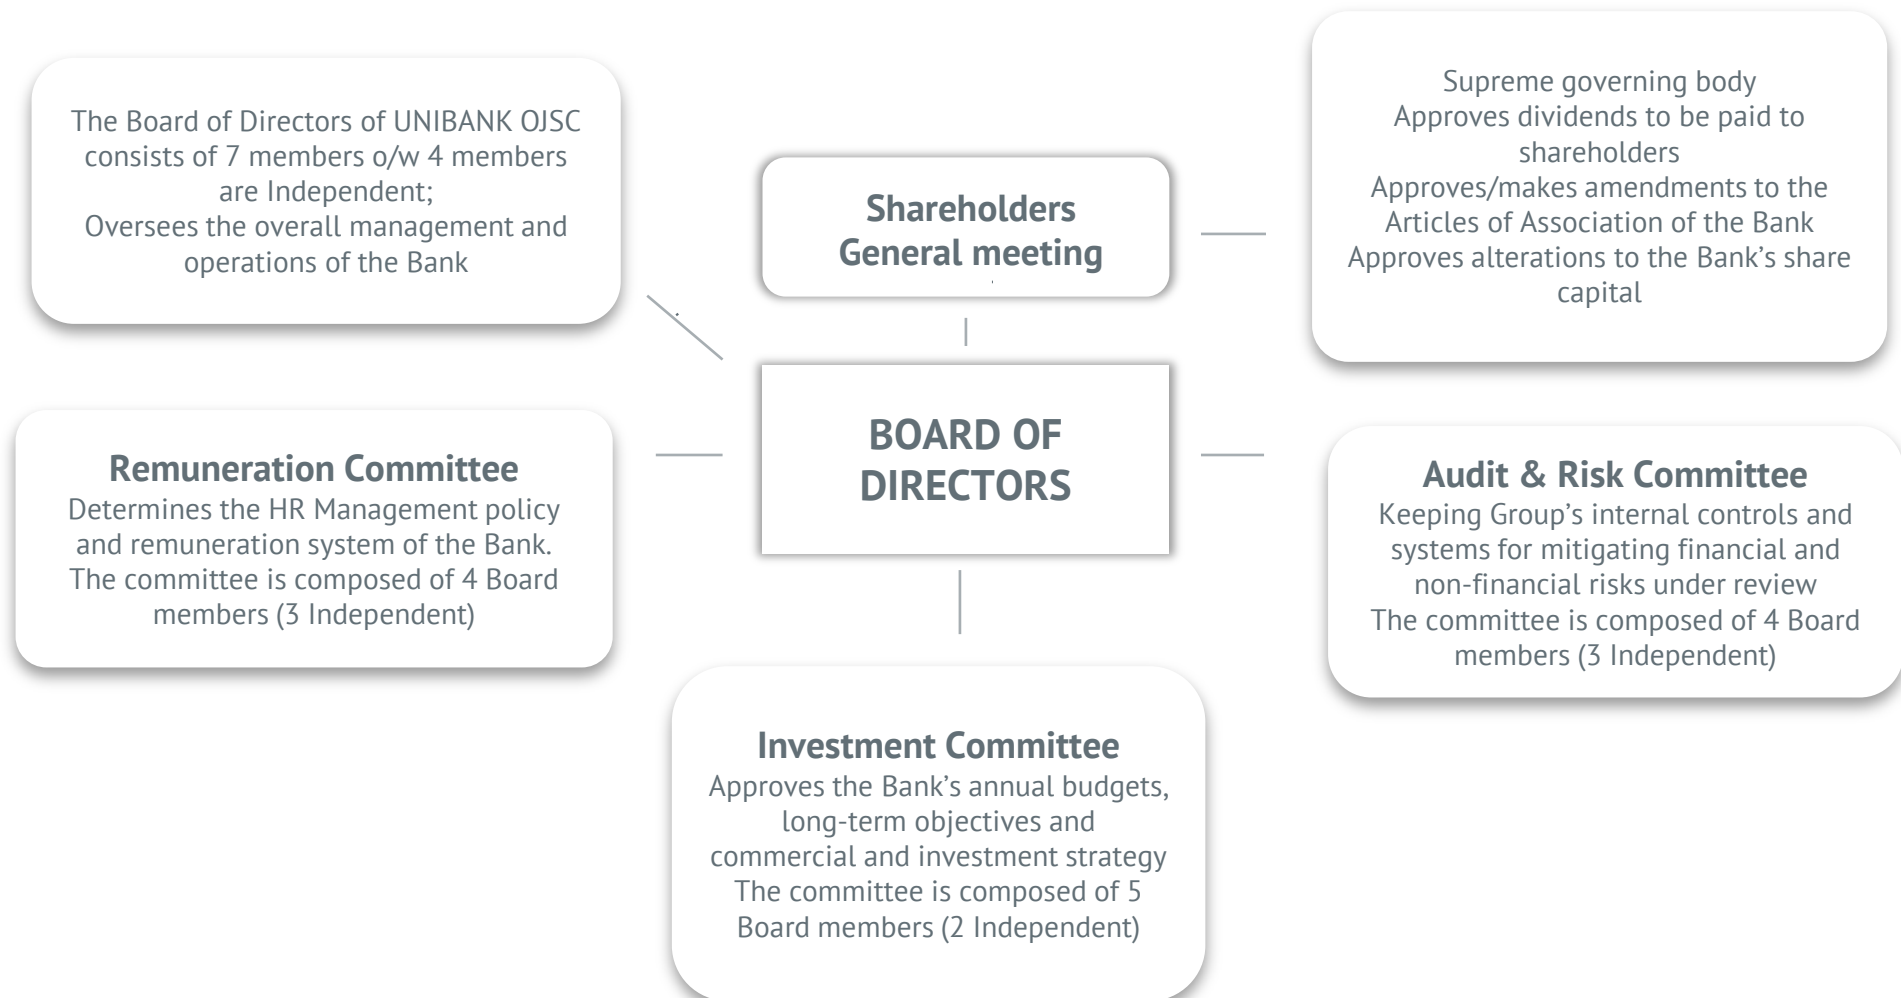 The Board of Directors of UNIBANK OJSC
consists of 7 members o/w 4 members
are Independent;
Oversees the overall management and
operations of the Bank
Shareholders
General meeting
Supreme governing body
Approves dividends to be paid to
shareholders
Approves/makes amendments to the
Articles of Association of the Bank
Approves alterations to the Bank’s share
capital
Remuneration Committee
Determines the HR Management policy
and remuneration system of the Bank.
The committee is composed of 4 Board
members (3 Independent)
BOARD OF
DIRECTORS
Audit & Risk Committee
Keeping Group’s internal controls and
systems for mitigating financial and
non-financial risks under review
The committee is composed of 4 Board
members (3 Independent)
Investment Committee
Approves the Bank’s annual budgets,
long-term objectives and
commercial and investment strategy
The committee is composed of 5
Board members (2 Independent)